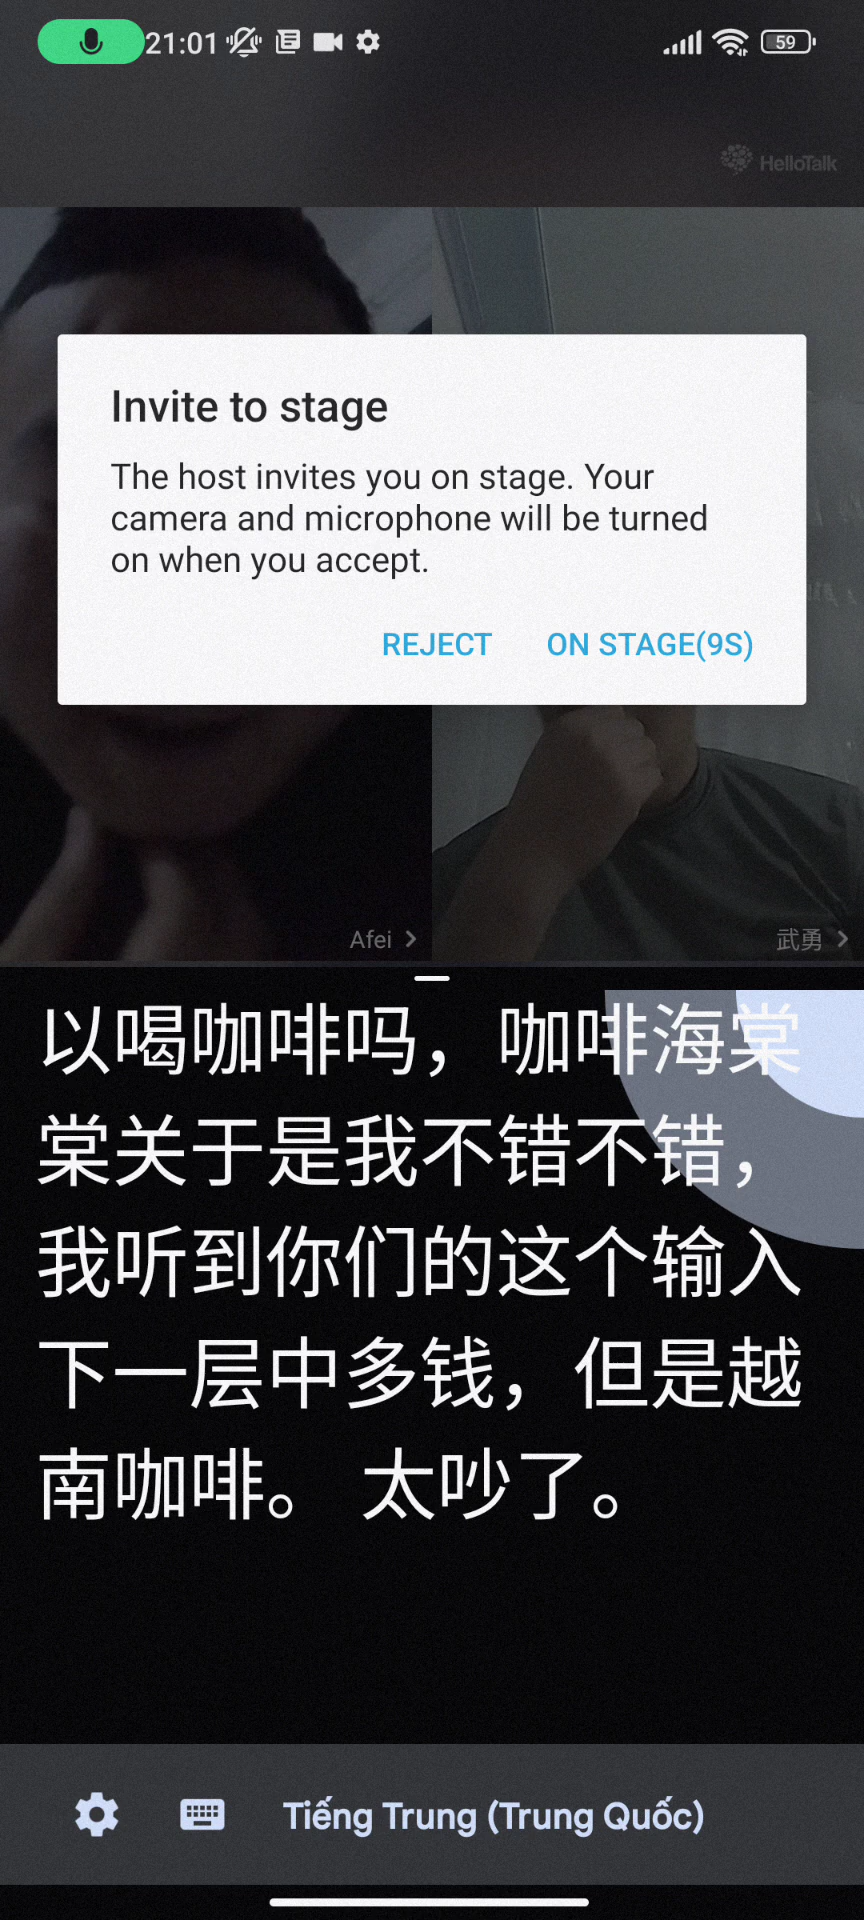 21:01
59
HelloTalk
Invite to stage
The host invites you on stage. Your
camera and microphone will be turned
on when you accept.
REJECT
ON STAGE(9S)
Afei
武勇
以喝咖啡吗，咖啡海棠
棠关于是我不错不错，
我听到你们的这个输入
下一层中多钱，但是越
南咖啡。 太吵了。
Tiếng Trung (Trung Quốc)